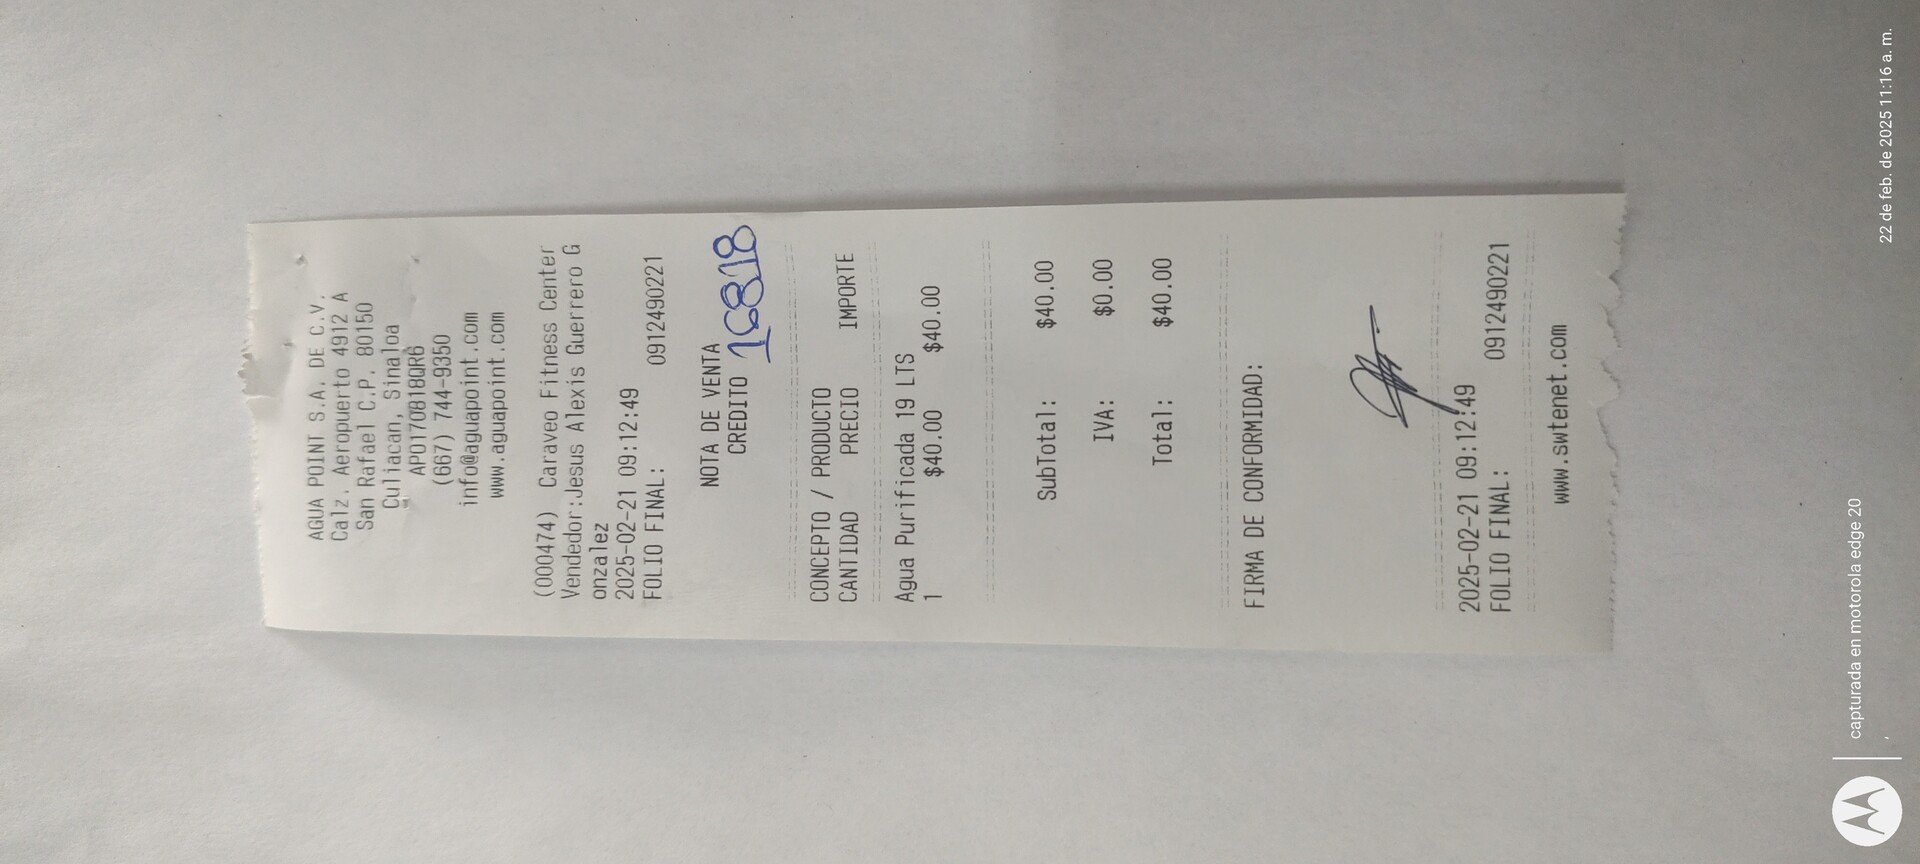 AGUA POINT S.A. DE C.V.
Calz. Aeropuerto 4912 A
San Rafael C.P. 80150
Culiacan, Sinaloa
APO170818QR6
(667) 744-9350
info@aguapoint.com
www.aguapoint.com
(000474) Caraveo Fitness Center
Vendedor:Jesus Alexis Guerrero G
onzalez
2025-02-21 09:12:49
FOLIO FINAL: 0912490221
NOTA DE VENTA
CREDITO 16818
CONCEPTO / PRODUCTO
CANTIDAD PRECIO IMPORTE
Agua Purificada 19 LTS
1 $40.00 $40.00
SubTotal: $40.00
IVA: $0.00
Total: $40.00
FIRMA DE CONFORMIDAD:
2025-02-21 09:12:49
FOLIO FINAL: 0912490221
www.swtenet.com
capturada en motorola edge 20
22 de feb. de 2025 11:16 a. m.